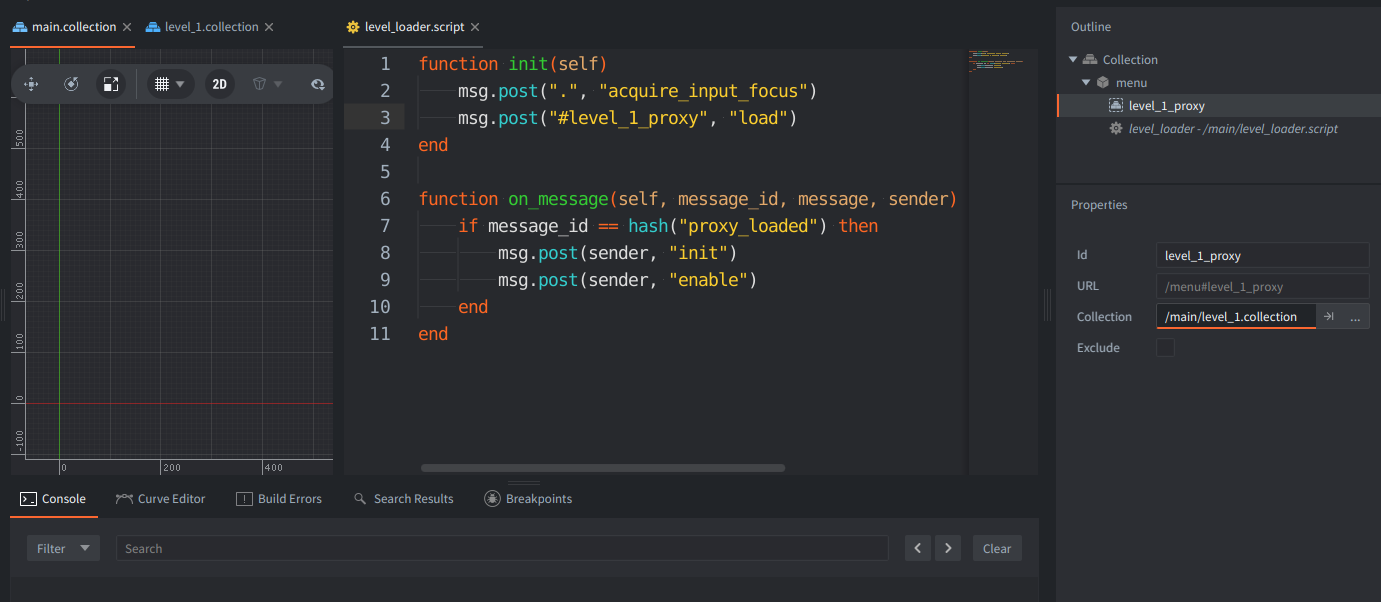 main.collection level_1.collection
2D
500
400
300
200
100
0
-100
0 200 400
level_loader.script
1 function init(self)
2 msg.post(".", "acquire_input_focus")
3 msg.post("#level_1_proxy", "load")
4 end
5
6 function on_message(self, message_id, message, sender)
7 if message_id == hash("proxy_loaded") then
8 msg.post(sender, "init")
9 msg.post(sender, "enable")
10 end
11 end
Console Curve Editor Build Errors Search Results Breakpoints
Filter Search Clear
Outline
Collection
menu
level_1_proxy
level_loader - /main/level_loader.script
Properties
Id level_1_proxy
URL /menu#level_1_proxy
Collection /main/level_1.collection ...
Exclude